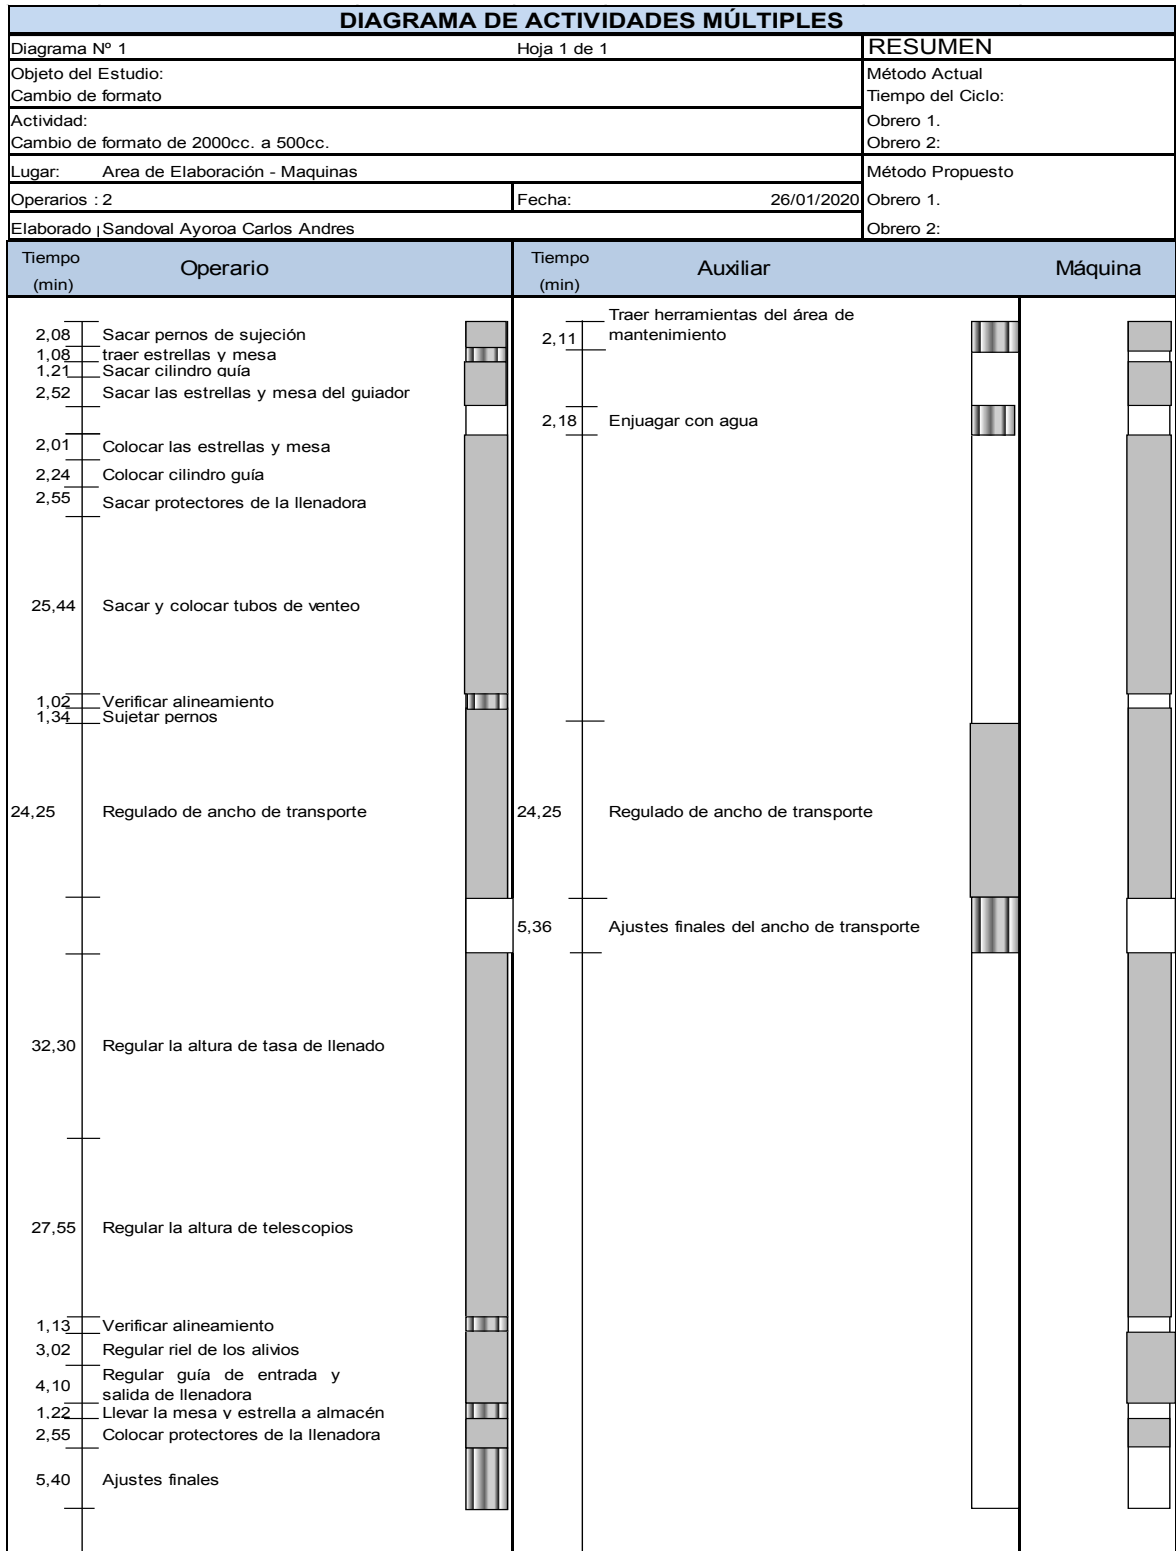 DIAGRAMA DE ACTIVIDADES MÚLTIPLES
Diagrama Nº 1
Hoja 1 de 1
RESUMEN
Objeto del Estudio:
Cambio de formato
Método Actual
Tiempo del Ciclo:
Actividad:
Cambio de formato de 2000cc. a 500cc.
Obrero 1.
Obrero 2:
Lugar: Area de Elaboración - Maquinas
Método Propuesto
Operarios : 2
Fecha: 26/01/2020
Obrero 1.
Elaborado Sandoval Ayoroa Carlos Andres
Obrero 2:
Tiempo
(min)
Operario
Tiempo
(min)
Auxiliar
Máquina
2,08 Sacar pernos de sujeción
2,11 Traer herramientas del área de
mantenimiento
1,08 traer estrellas y mesa
1,21 Sacar cilindro guía
2,52 Sacar las estrellas y mesa del guiador
2,18 Enjuagar con agua
2,01 Colocar las estrellas y mesa
2,24 Colocar cilindro guía
2,55 Sacar protectores de la llenadora
25,44 Sacar y colocar tubos de venteo
1,02 Verificar alineamiento
1,34 Sujetar pernos
24,25 Regulado de ancho de transporte
24,25 Regulado de ancho de transporte
5,36 Ajustes finales del ancho de transporte
32,30 Regular la altura de tasa de llenado
27,55 Regular la altura de telescopios
1,13 Verificar alineamiento
3,02 Regular riel de los alivios
4,10 Regular guía de entrada y
salida de llenadora
1,22 Llevar la mesa y estrella a almacén
2,55 Colocar protectores de la llenadora
5,40 Ajustes finales